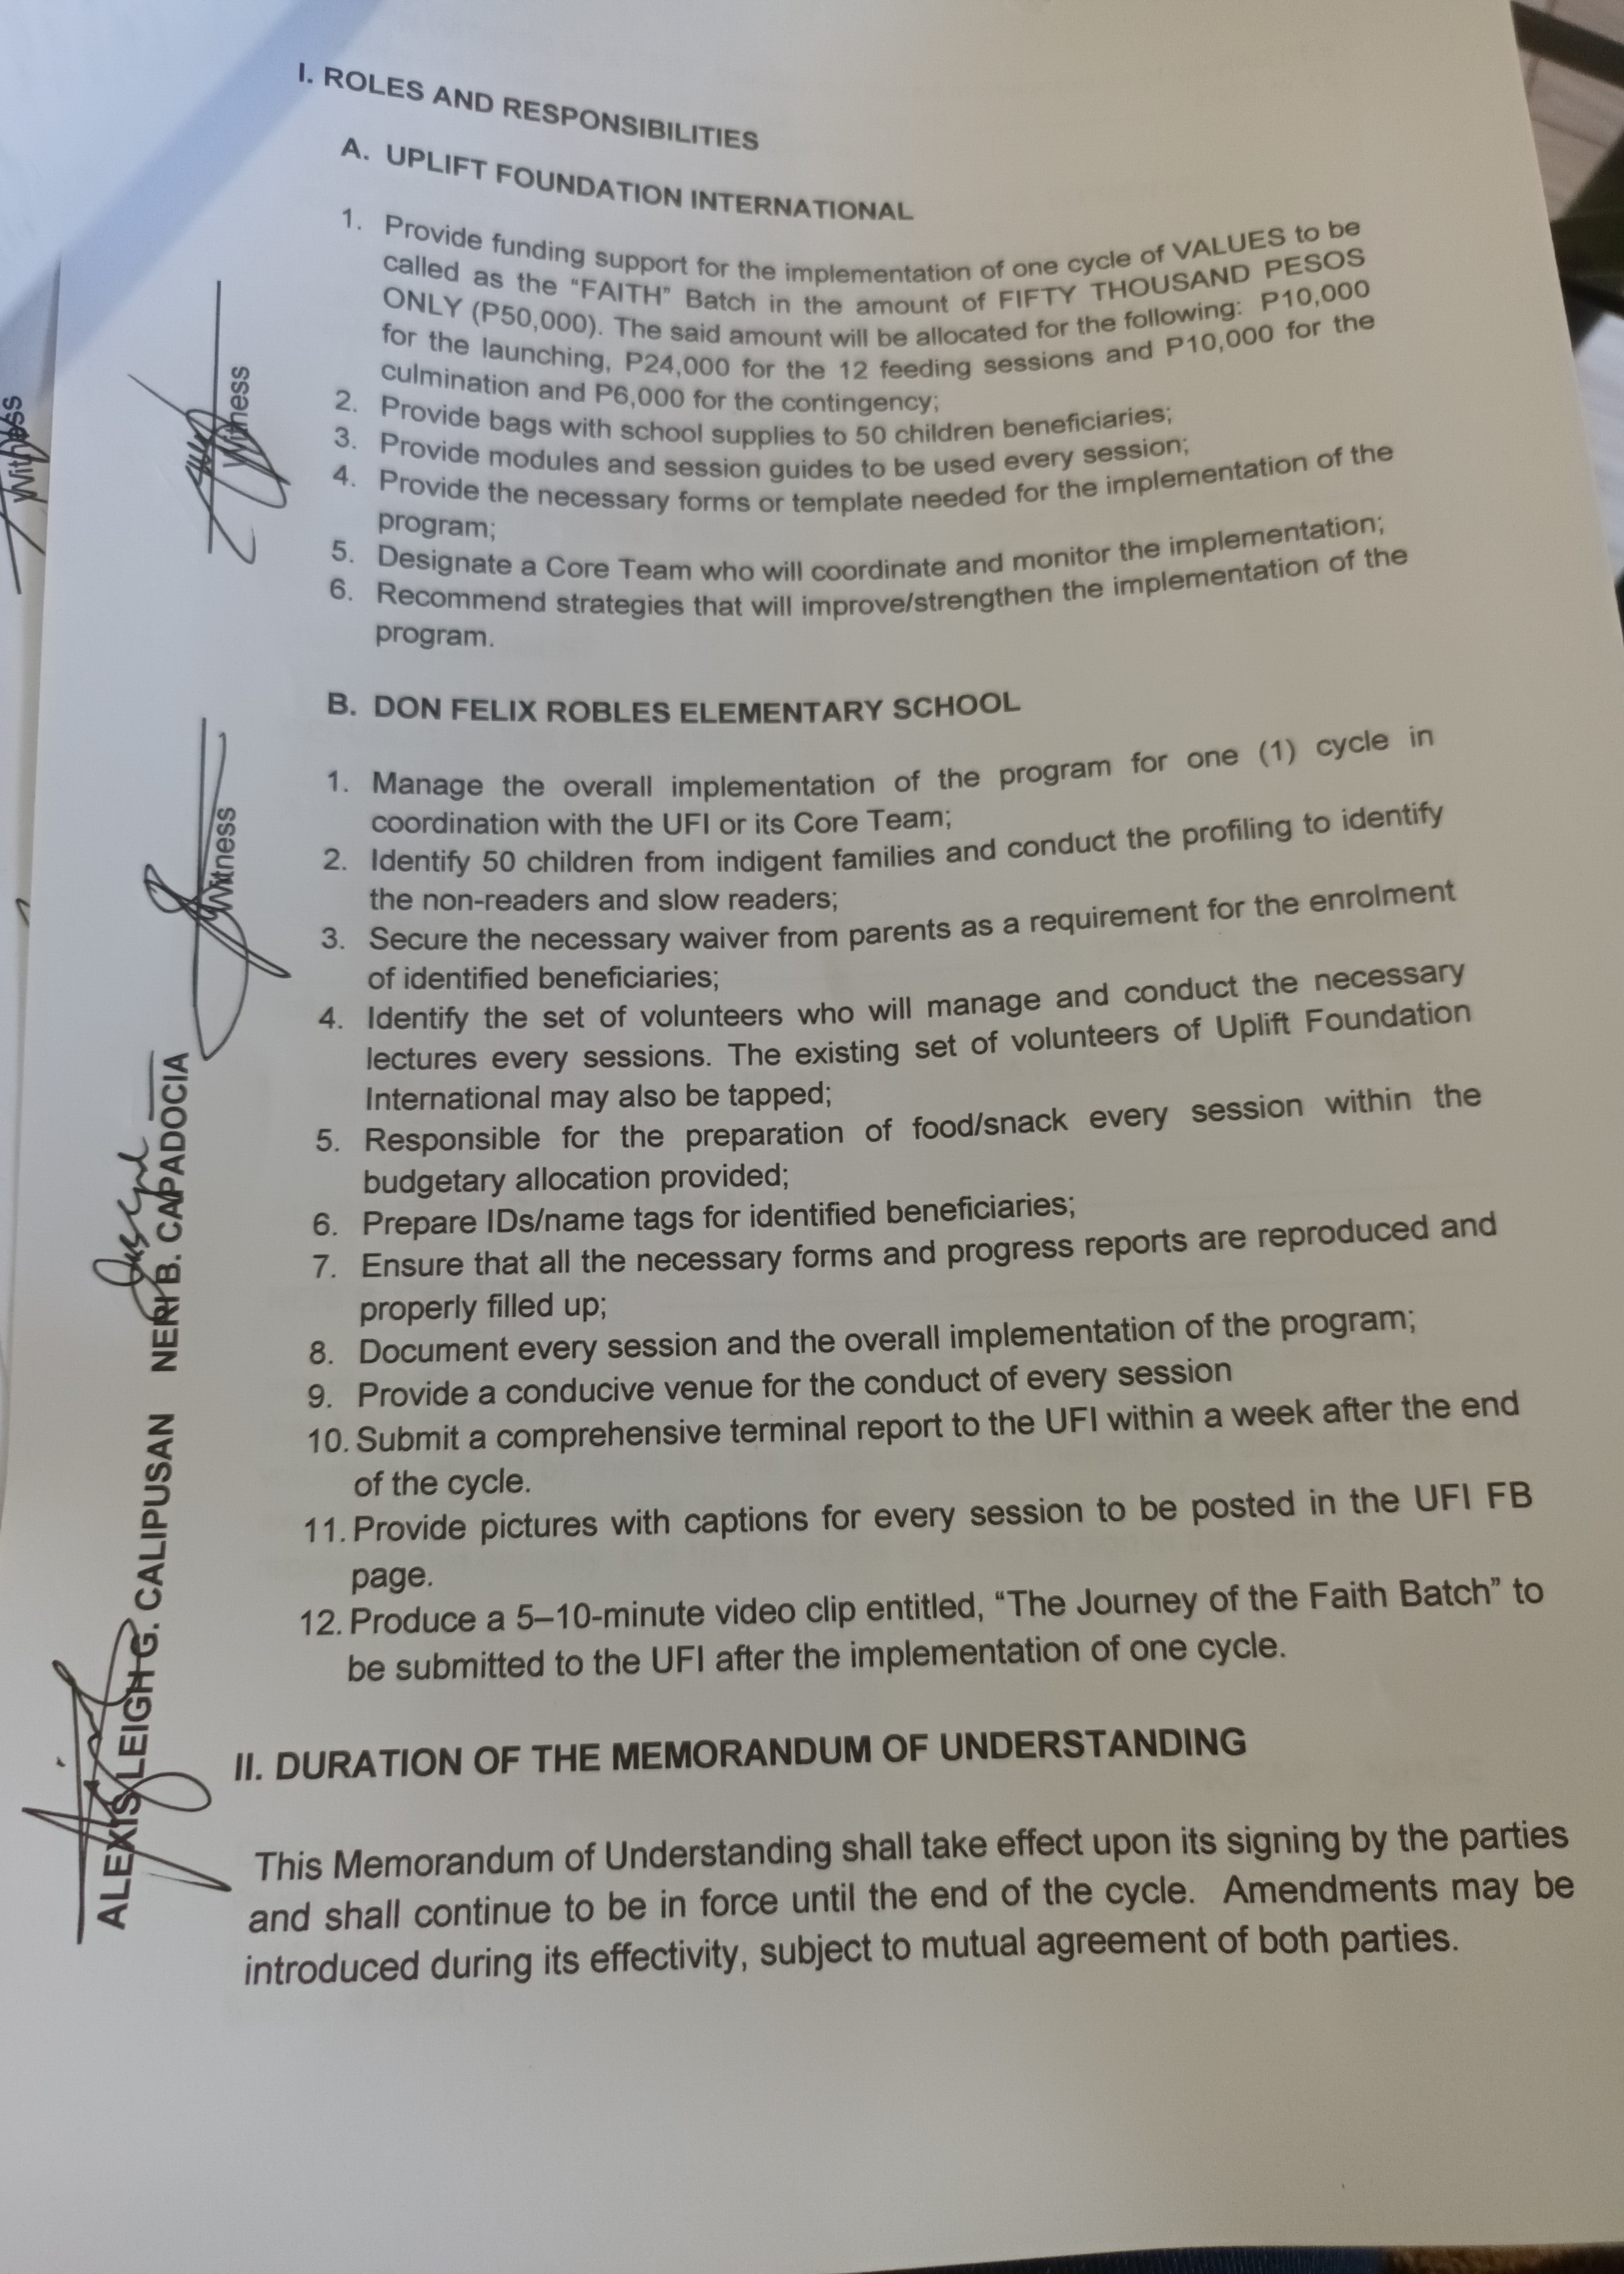 I. ROLES AND RESPONSIBILITIES
A. UPLIFT FOUNDATION INTERNATIONAL
1. Provide funding support for the implementation of one cycle of VALUES to be
called as the “FAITH” Batch in the amount of FIFTY THOUSAND PESOS
ONLY (P50,000). The said amount will be allocated for the following: P10,000
for the launching, P24,000 for the 12 feeding sessions and P10,000 for the
culmination and P6,000 for the contingency;
2. Provide bags with school supplies to 50 children beneficiaries;
3. Provide modules and session guides to be used every session;
4. Provide the necessary forms or template needed for the implementation of the
program;
5. Designate a Core Team who will coordinate and monitor the implementation;
6. Recommend strategies that will improve/strengthen the implementation of the
program.
B. DON FELIX ROBLES ELEMENTARY SCHOOL
1. Manage the overall implementation of the program for one (1) cycle in
coordination with the UFI or its Core Team;
2. Identify 50 children from indigent families and conduct the profiling to identify
the non-readers and slow readers;
3. Secure the necessary waiver from parents as a requirement for the enrolment
of identified beneficiaries;
4. Identify the set of volunteers who will manage and conduct the necessary
lectures every sessions. The existing set of volunteers of Uplift Foundation
International may also be tapped;
5. Responsible for the preparation of food/snack every session within the
budgetary allocation provided;
6. Prepare IDs/name tags for identified beneficiaries;
7. Ensure that all the necessary forms and progress reports are reproduced and
properly filled up;
8. Document every session and the overall implementation of the program;
9. Provide a conducive venue for the conduct of every session
10. Submit a comprehensive terminal report to the UFI within a week after the end
of the cycle.
11. Provide pictures with captions for every session to be posted in the UFI FB
page.
12. Produce a 5–10-minute video clip entitled, “The Journey of the Faith Batch” to
be submitted to the UFI after the implementation of one cycle.
II. DURATION OF THE MEMORANDUM OF UNDERSTANDING
This Memorandum of Understanding shall take effect upon its signing by the parties
and shall continue to be in force until the end of the cycle. Amendments may be
introduced during its effectivity, subject to mutual agreement of both parties.
ALEXIS LEIGH G. CALIPUSAN NERI B. CAPADOCIA
Witness
Witness
Witness